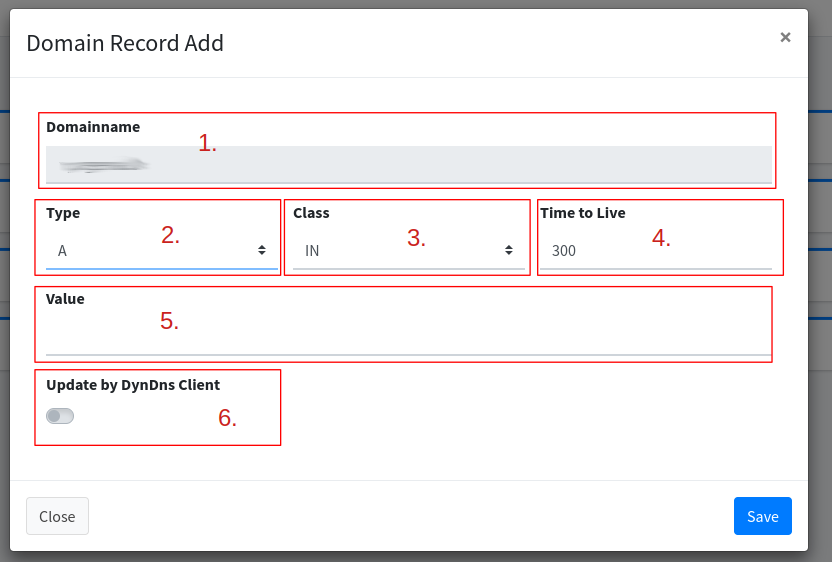 Domain Record Add ×
Domainname
1.
Type Class Time to Live
A 2. IN 3. 300 4.
Value
5.
Update by DynDns Client
6.
Close Save